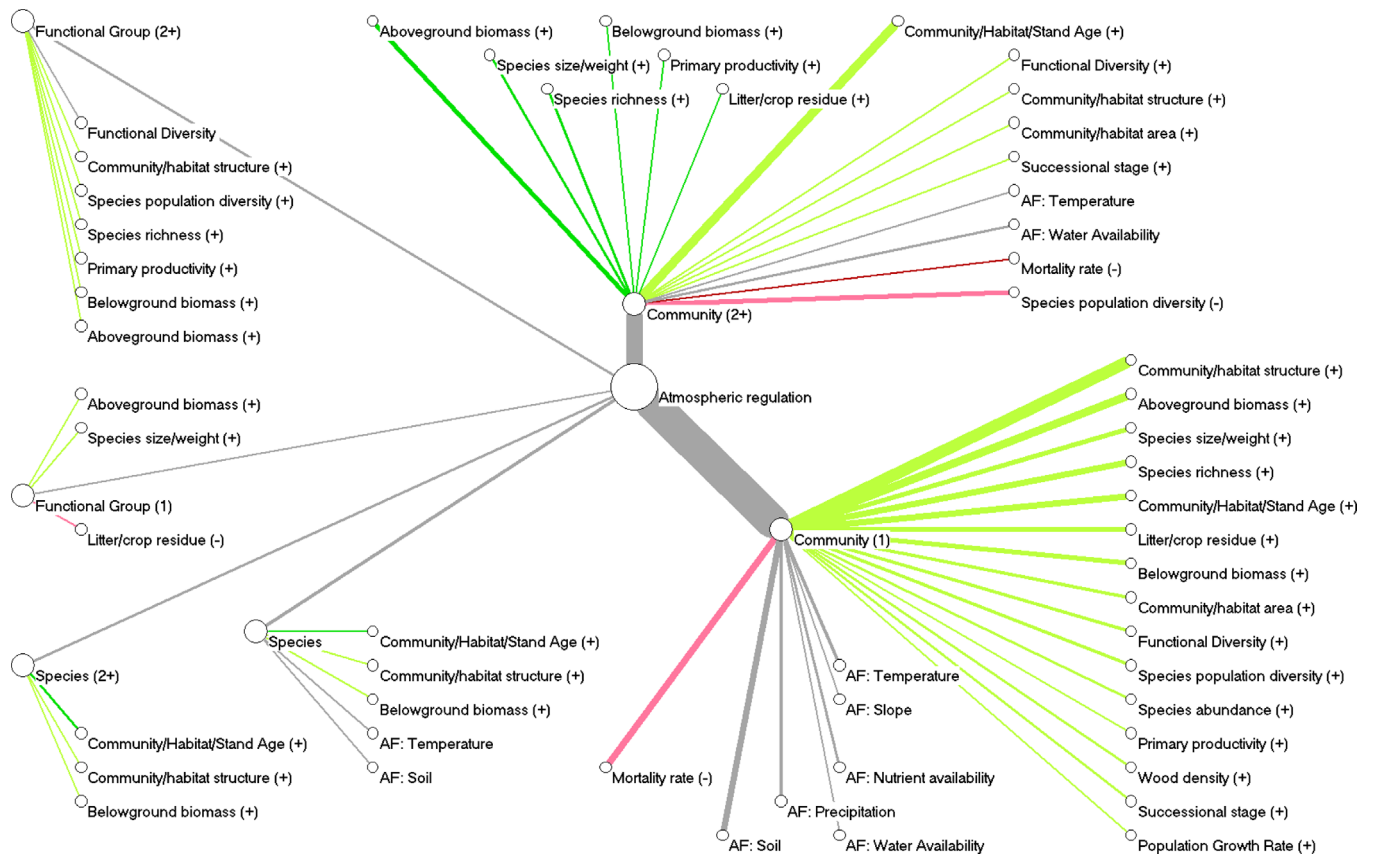 Functional Group (2+)
Functional Diversity
Community/habitat structure (+)
Species population diversity (+)
Species richness (+)
Primary productivity (+)
Belowground biomass (+)
Aboveground biomass (+)
Aboveground biomass (+)
Belowground biomass (+)
Community/Habitat/Stand Age (+)
Species size/weight (+)
Primary productivity (+)
Functional Diversity (+)
Species richness (+)
Litter/crop residue (+)
Community/habitat structure (+)
Community/habitat area (+)
Successional stage (+)
AF: Temperature
AF: Water Availability
Mortality rate (-)
Species population diversity (-)
Community (2+)
Atmospheric regulation
Aboveground biomass (+)
Species size/weight (+)
Functional Group (1)
Litter/crop residue (-)
Community/habitat structure (+)
Aboveground biomass (+)
Species size/weight (+)
Species richness (+)
Community/Habitat/Stand Age (+)
Community (1)
Litter/crop residue (+)
Belowground biomass (+)
Community/habitat area (+)
Functional Diversity (+)
Species population diversity (+)
Species abundance (+)
Primary productivity (+)
Wood density (+)
Successional stage (+)
Population Growth Rate (+)
Species
Community/Habitat/Stand Age (+)
Community/habitat structure (+)
Belowground biomass (+)
AF: Temperature
AF: Soil
Species (2+)
Community/Habitat/Stand Age (+)
Community/habitat structure (+)
Belowground biomass (+)
AF: Temperature
AF: Slope
Mortality rate (-)
AF: Nutrient availability
AF: Precipitation
AF: Soil
AF: Water Availability